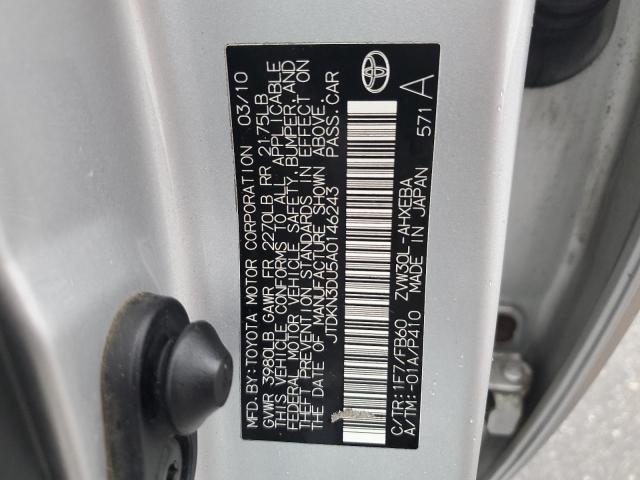 MFD.BY:TOYOTA MOTOR CORPORATION 03/10
GVWR 3980LB GAWR FR 2270LB RR 2175LB
THIS VEHICLE CONFORMS TO ALL APPLICABLE
FEDERAL MOTOR VEHICLE SAFETY, BUMPER, AND
THEFT PREVENTION STANDARDS IN EFFECT ON
THE DATE OF MANUFACTURE SHOWN ABOVE.
JTDKN3DU5A0146243 PASS.CAR
C/TR:1F7/FB60 ZVW30L-AHXEBA
A/TM:-01A/P410 MADE IN JAPAN
571 A